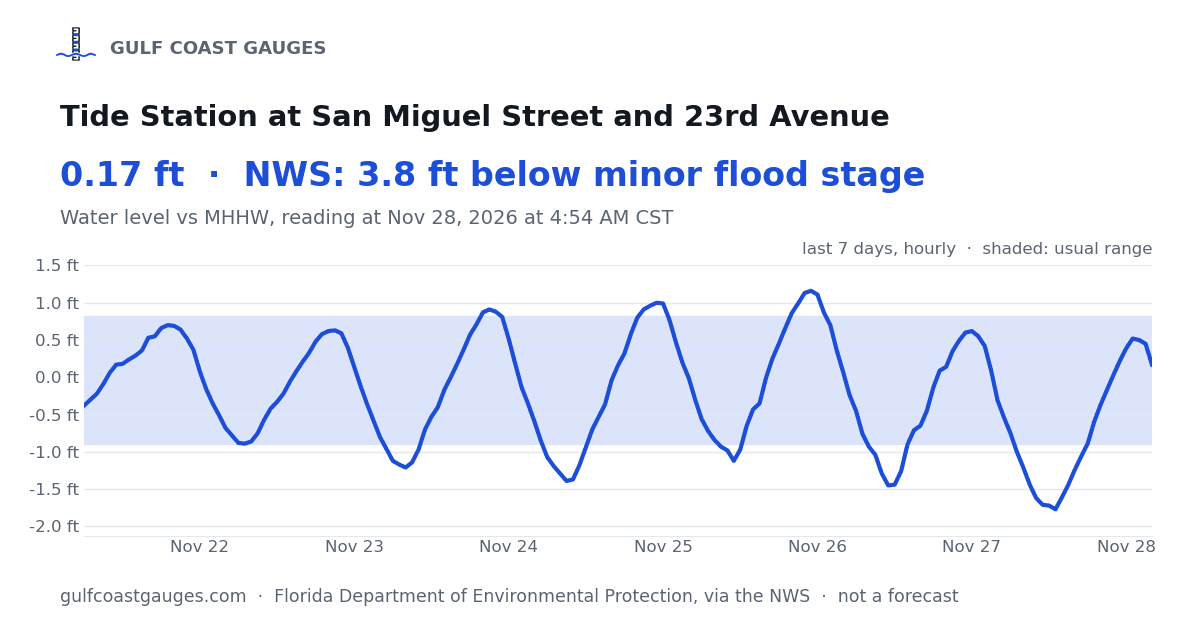 GULF COAST GAUGES
Tide Station at San Miguel Street and 23rd Avenue
0.17 ft · NWS: 3.8 ft below minor flood stage
Water level vs MHHW, reading at Nov 28, 2026 at 4:54 AM CST
last 7 days, hourly · shaded: usual range
1.5 ft
1.0 ft
0.5 ft
0.0 ft
-0.5 ft
-1.0 ft
-1.5 ft
-2.0 ft
Nov 22 Nov 23 Nov 24 Nov 25 Nov 26 Nov 27 Nov 28
gulfcoastgauges.com · Florida Department of Environmental Protection, via the NWS · not a forecast